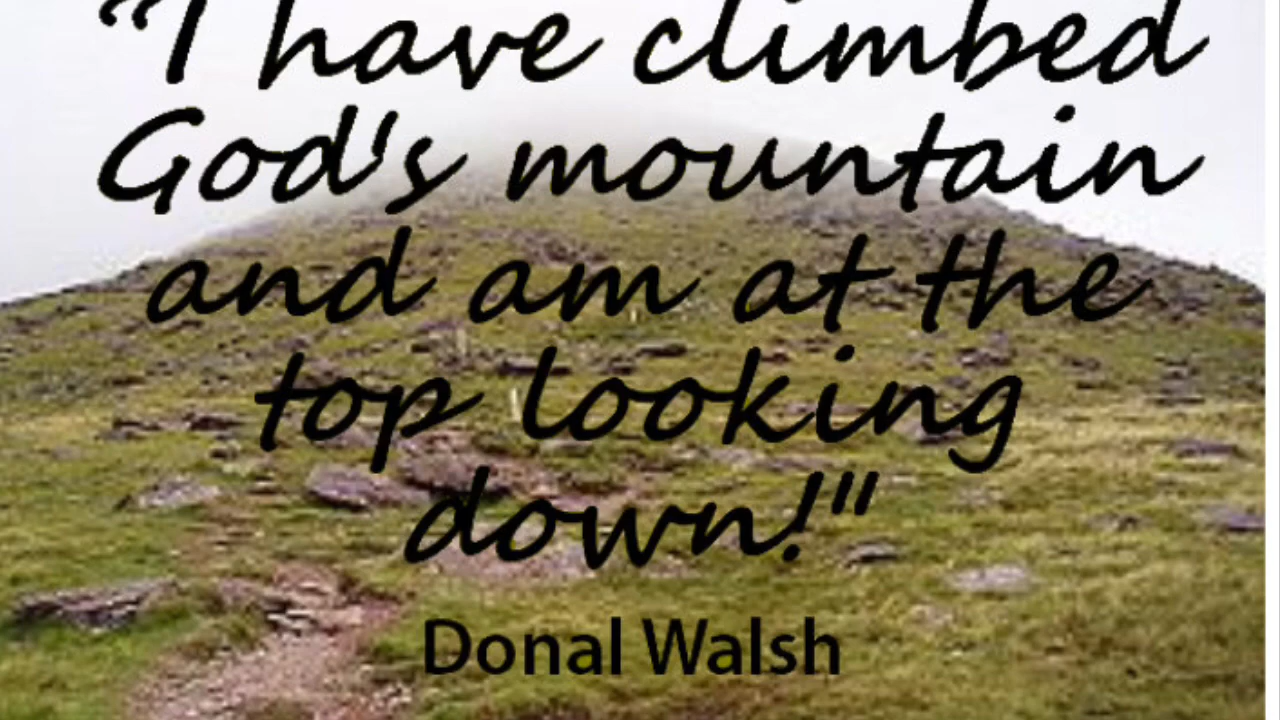 “I have climbed
God's mountain
and am at the
top looking
down!"
Donal Walsh